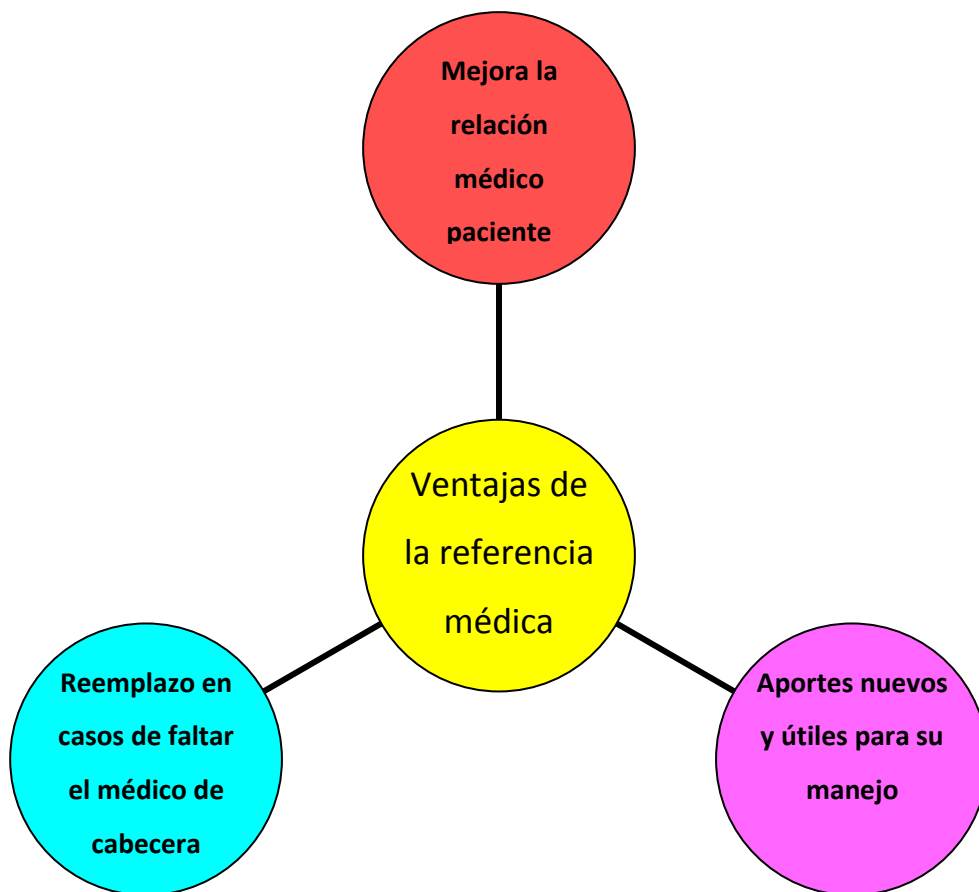 Mejora la
relación
médico
paciente
Ventajas de
la referencia
médica
Reemplazo en
casos de faltar
el médico de
cabecera
Aportes nuevos
y útiles para su
manejo